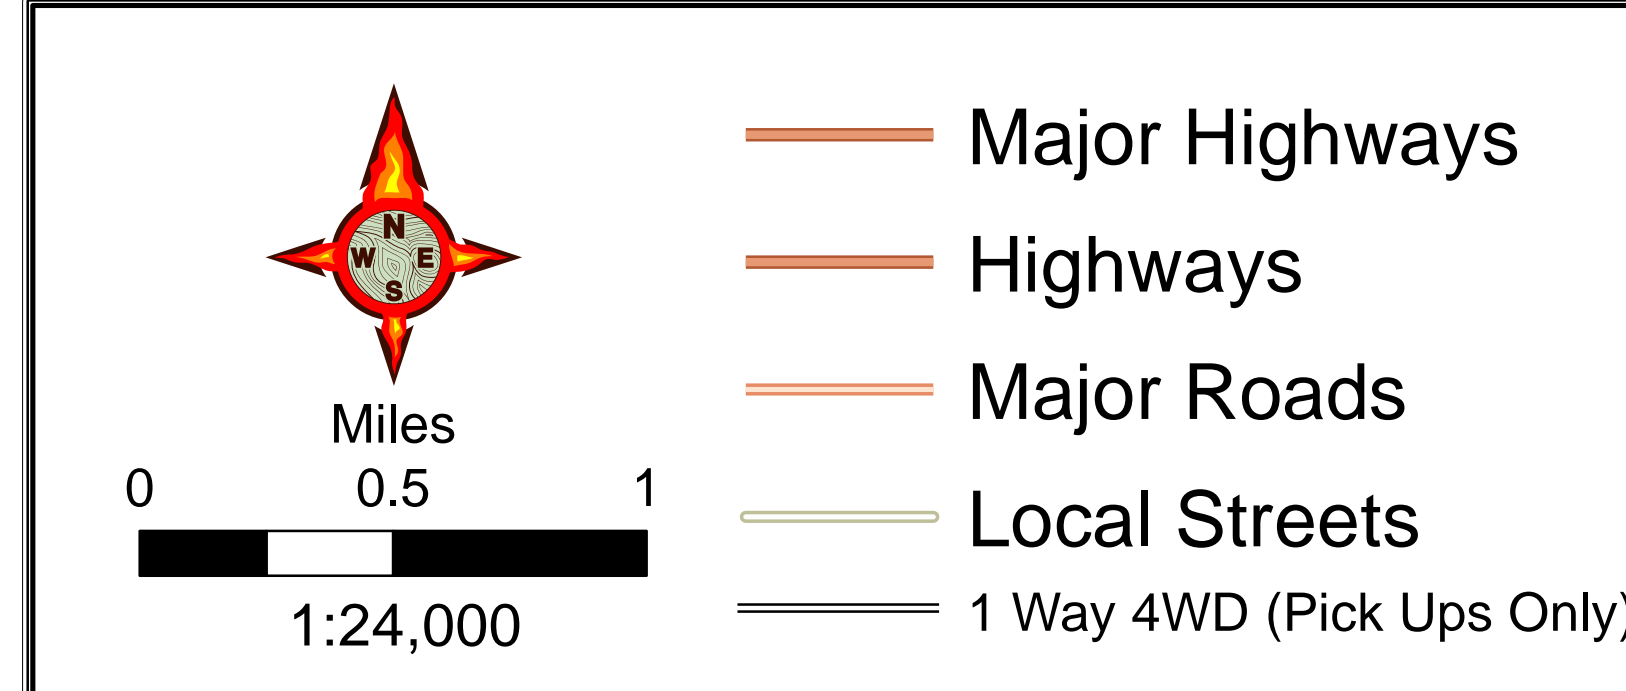 N
W E
S
Miles
0 0.5 1
1:24,000
Major Highways
Highways
Major Roads
Local Streets
1 Way 4WD (Pick Ups Only)